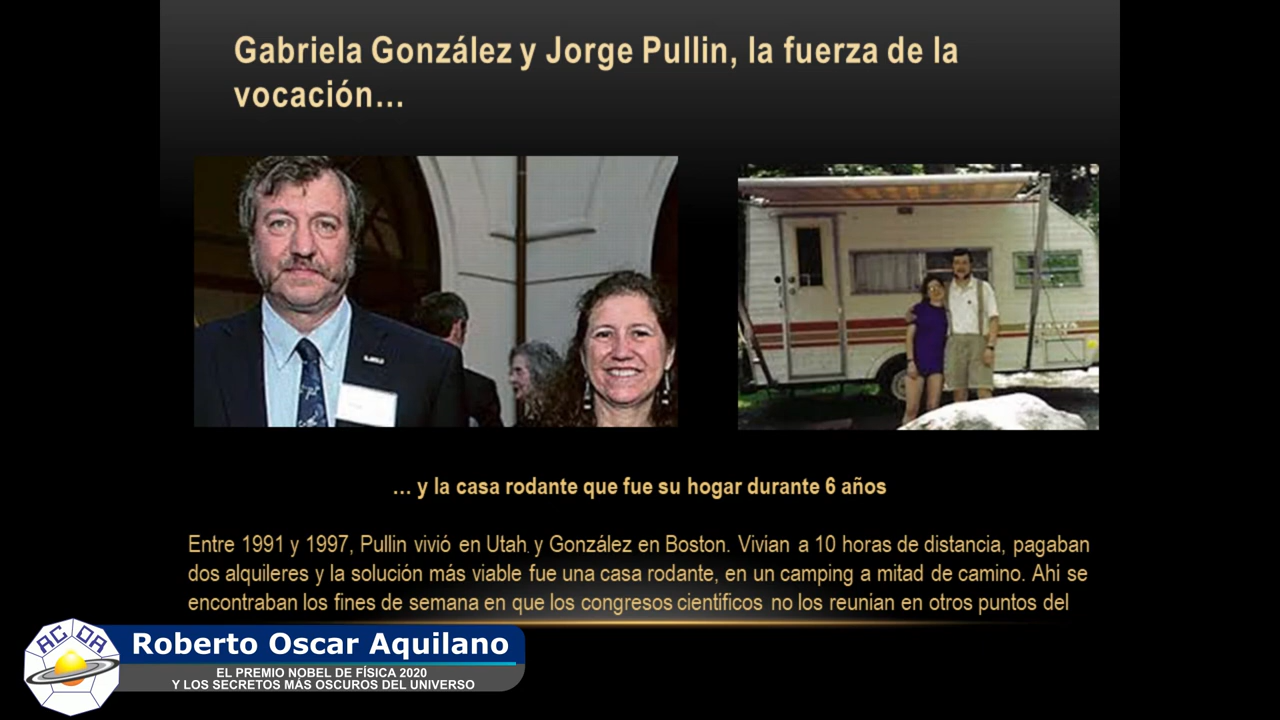 Gabriela González y Jorge Pullin, la fuerza de la
vocación...
... y la casa rodante que fue su hogar durante 6 años
Entre 1991 y 1997, Pullin vivió en Utah, y González en Boston. Vivian a 10 horas de distancia, pagaban
dos alquileres y la solución más viable fue una casa rodante, en un camping a mitad de camino. Ahi se
encontraban los fines de semana en que los congresos cientificos no los reunian en otros puntos del
ACDA
Roberto Oscar Aquilano
EL PREMIO NOBEL DE FÍSICA 2020
Y LOS SECRETOS MÁS OSCUROS DEL UNIVERSO